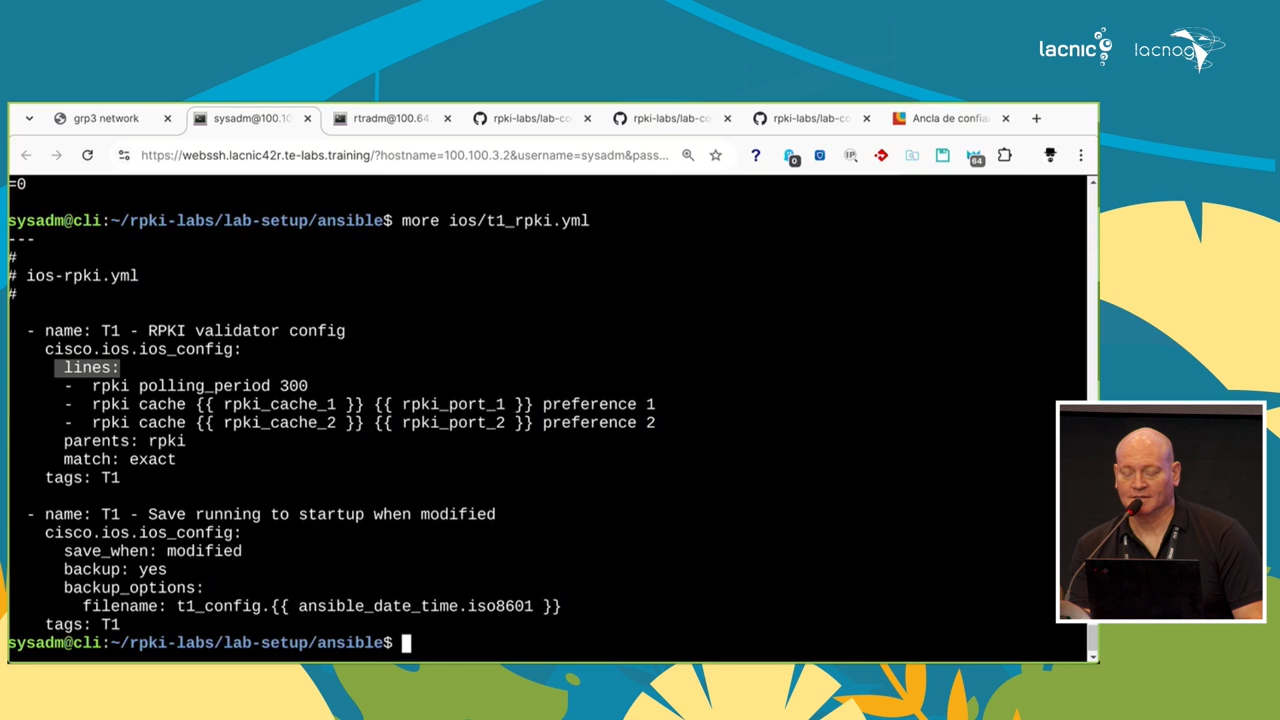 lacnic
lacnog
grp3 network
sysadm@100.10
rtradm@100.64.
rpki-labs/lab-co
rpki-labs/lab-co
rpki-labs/lab-co
Ancla de confia
https://webssh.lacnic42r.te-labs.training/?hostname=100.100.3.2&username=sysadm&pass...
?
0
IP
64
=0
sysadm@cli:~/rpki-labs/lab-setup/ansible$ more ios/t1_rpki.yml
---
#
# ios-rpki.yml
#
- name: T1 - RPKI validator config
cisco.ios.ios_config:
lines:
- rpki polling_period 300
- rpki cache {{ rpki_cache_1 }} {{ rpki_port_1 }} preference 1
- rpki cache {{ rpki_cache_2 }} {{ rpki_port_2 }} preference 2
parents: rpki
match: exact
tags: T1
- name: T1 - Save running to startup when modified
cisco.ios.ios_config:
save_when: modified
backup: yes
backup_options:
filename: t1_config.{{ ansible_date_time.iso8601 }}
tags: T1
sysadm@cli:~/rpki-labs/lab-setup/ansible$